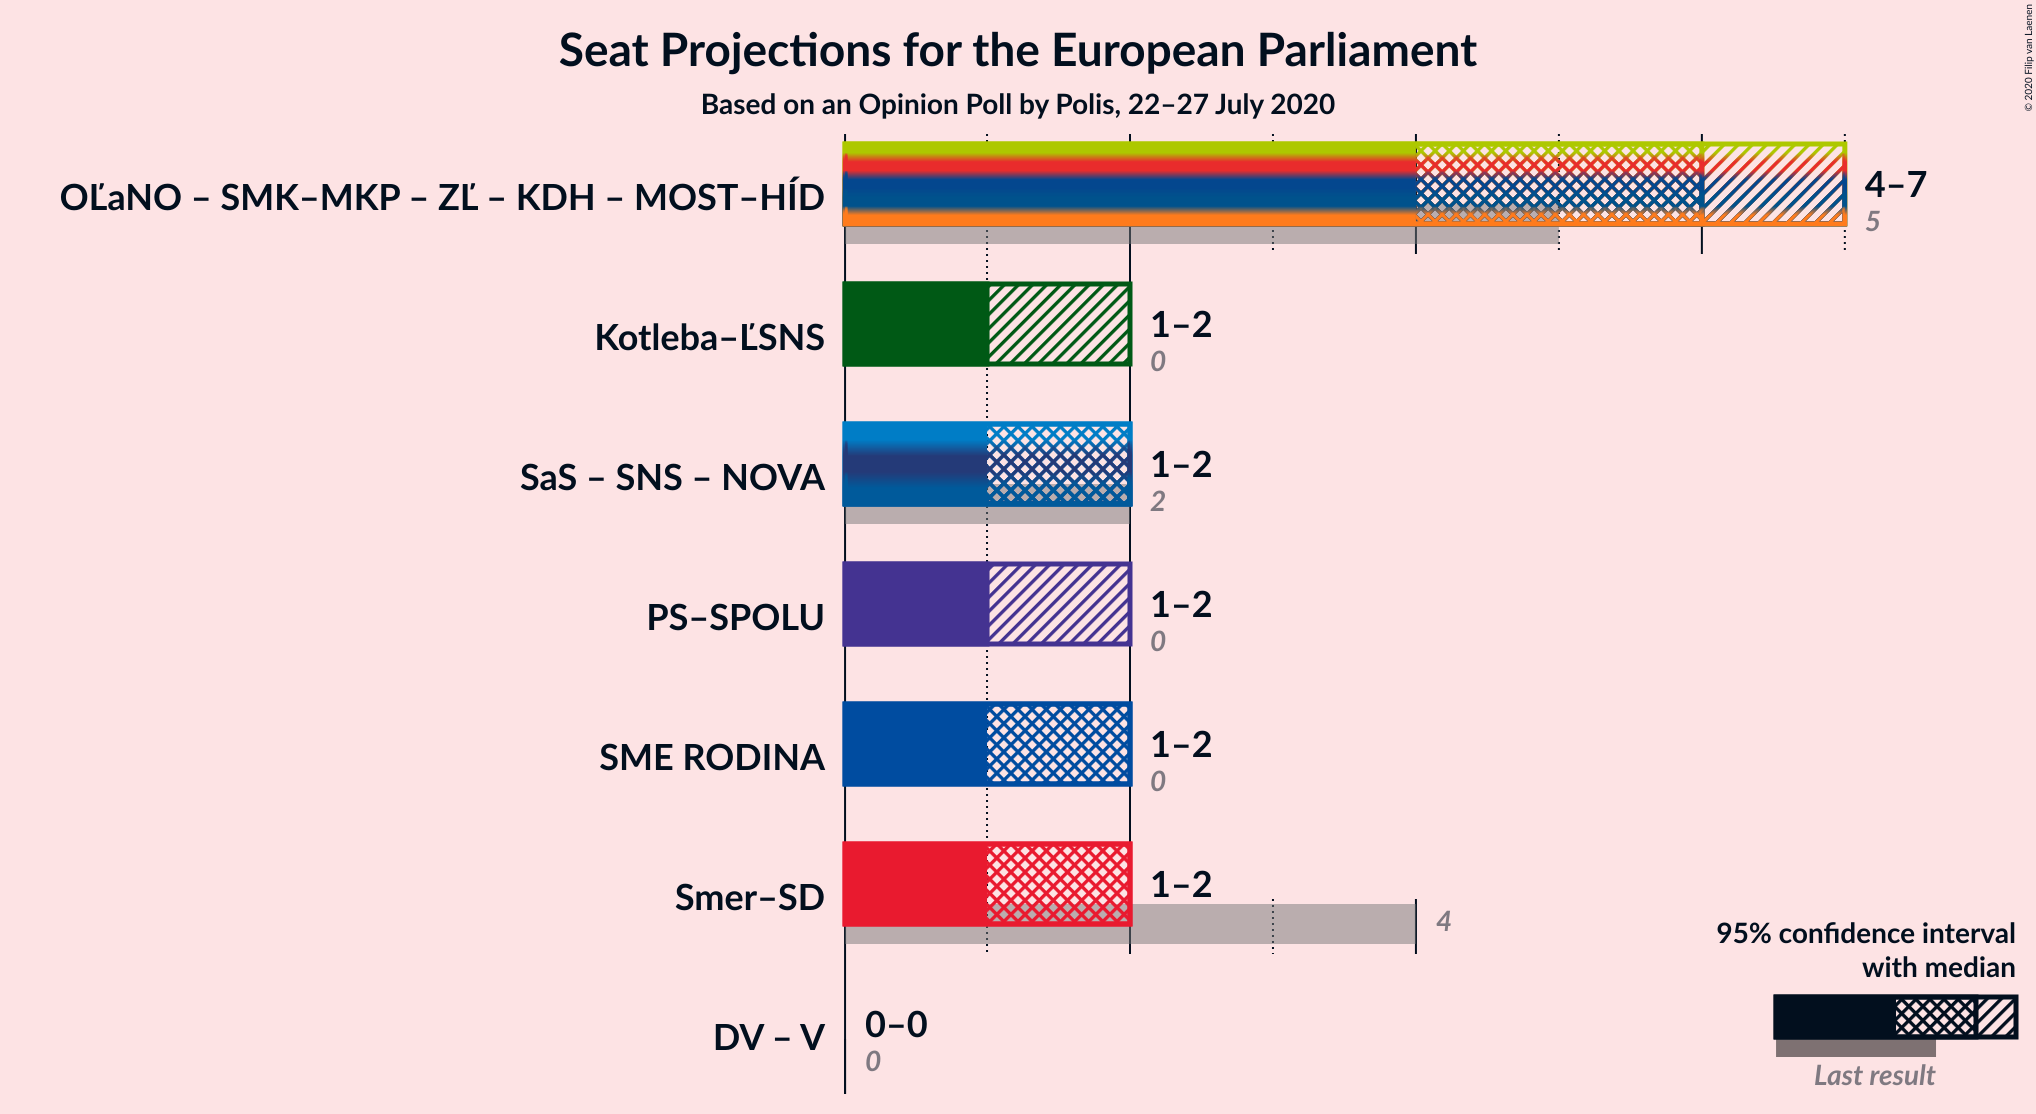 Seat Projections for the European Parliament
Based on an Opinion Poll by Polis, 22–27 July 2020
© 2020 Filip van Laenen
OĽaNO – SMK–MKP – ZĽ – KDH – MOST–HÍD
4–7
5
Kotleba–ĽSNS
1–2
0
SaS – SNS – NOVA
1–2
2
PS–SPOLU
1–2
0
SME RODINA
1–2
0
Smer–SD
1–2
4
DV – V
0–0
0
95% confidence interval
with median
Last result